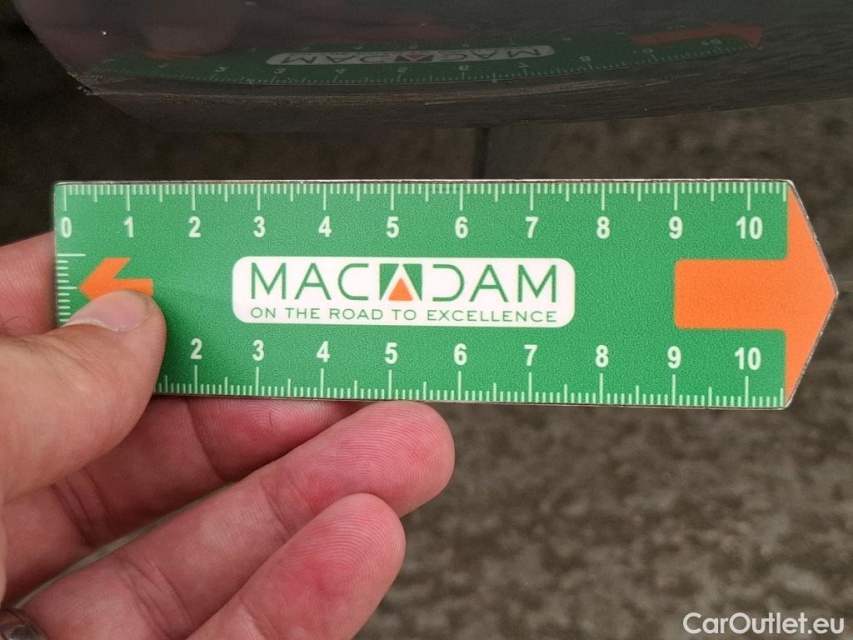 0 1 2 3 4 5 6 7 8 9 10
MACADAM
ON THE ROAD TO EXCELLENCE
2 3 4 5 6 7 8 9 10
CarOutlet.eu